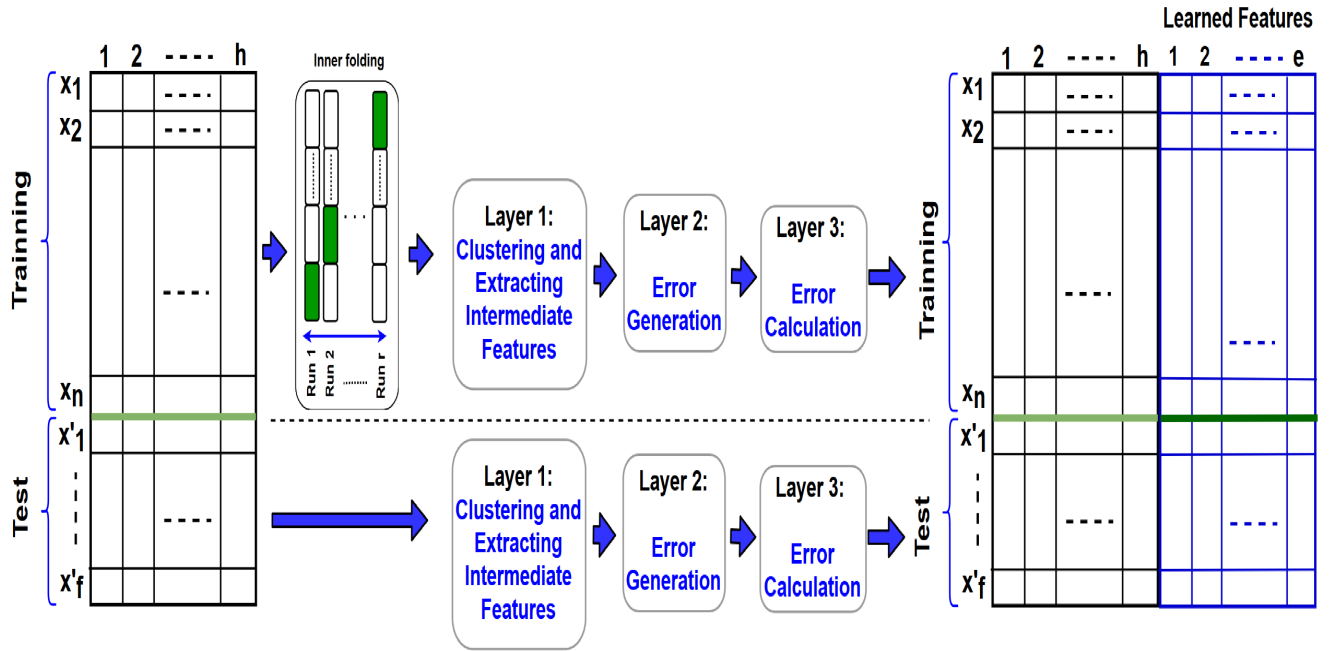 Learned Features
1 2 ---- h
Inner folding
1 2 ---- h
1 2 ---- e
x1
x2
xn
x'1
x'f
Trainning
Test
Run 1
Run 2
........
Run r
Layer 1:
Clustering and
Extracting
Intermediate
Features
Layer 2:
Error
Generation
Layer 3:
Error
Calculation
Layer 1:
Clustering and
Extracting
Intermediate
Features
Layer 2:
Error
Generation
Layer 3:
Error
Calculation
x1
x2
xn
x'1
x'f
Trainning
Test